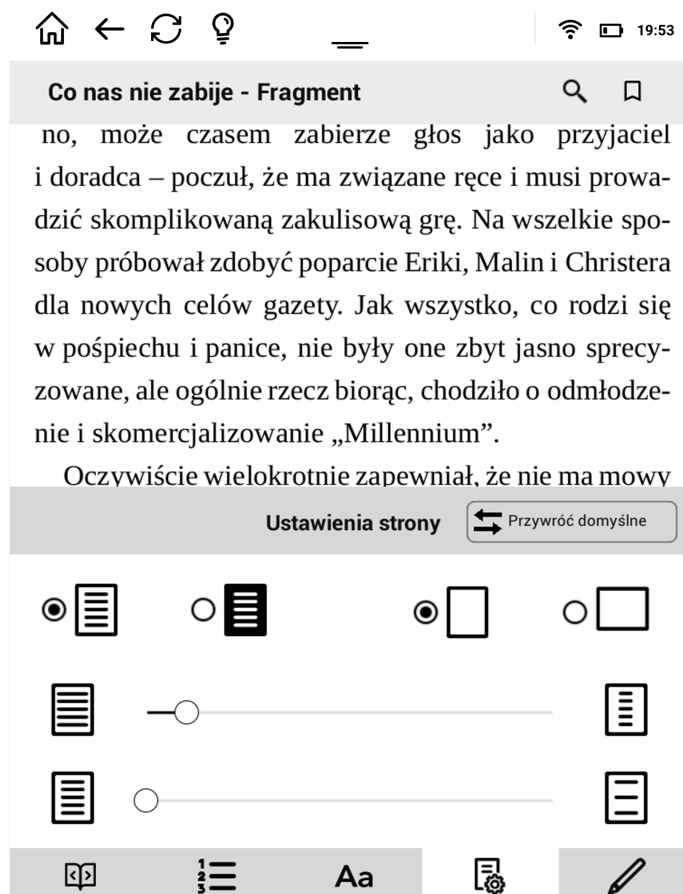 19:53
Co nas nie zabije - Fragment
no, może czasem zabierze głos jako przyjaciel
i doradca – poczuł, że ma związane ręce i musi prowa-
dzić skomplikowaną zakulisową grę. Na wszelkie spo-
soby próbował zdobyć poparcie Eriki, Malin i Christera
dla nowych celów gazety. Jak wszystko, co rodzi się
w pośpiechu i panice, nie były one zbyt jasno sprecy-
zowane, ale ogólnie rzecz biorąc, chodziło o odmłodze-
nie i skomercjalizowanie „Millennium”.
Oczywiście wielokrotnie zapewniał, że nie ma mowy
Ustawienia strony
Przywróć domyślne
1
2
3
Aa